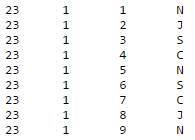 23 1 1 N
23 1 2 J
23 1 3 S
23 1 4 C
23 1 5 N
23 1 6 S
23 1 7 C
23 1 8 J
23 1 9 N